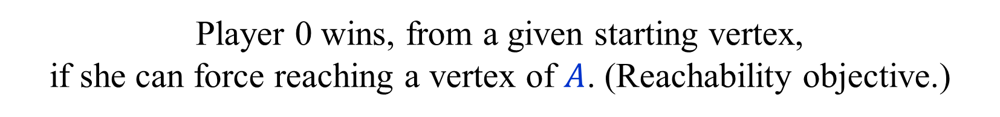 Player 0 wins, from a given starting vertex,
if she can force reaching a vertex of A. (Reachability objective.)